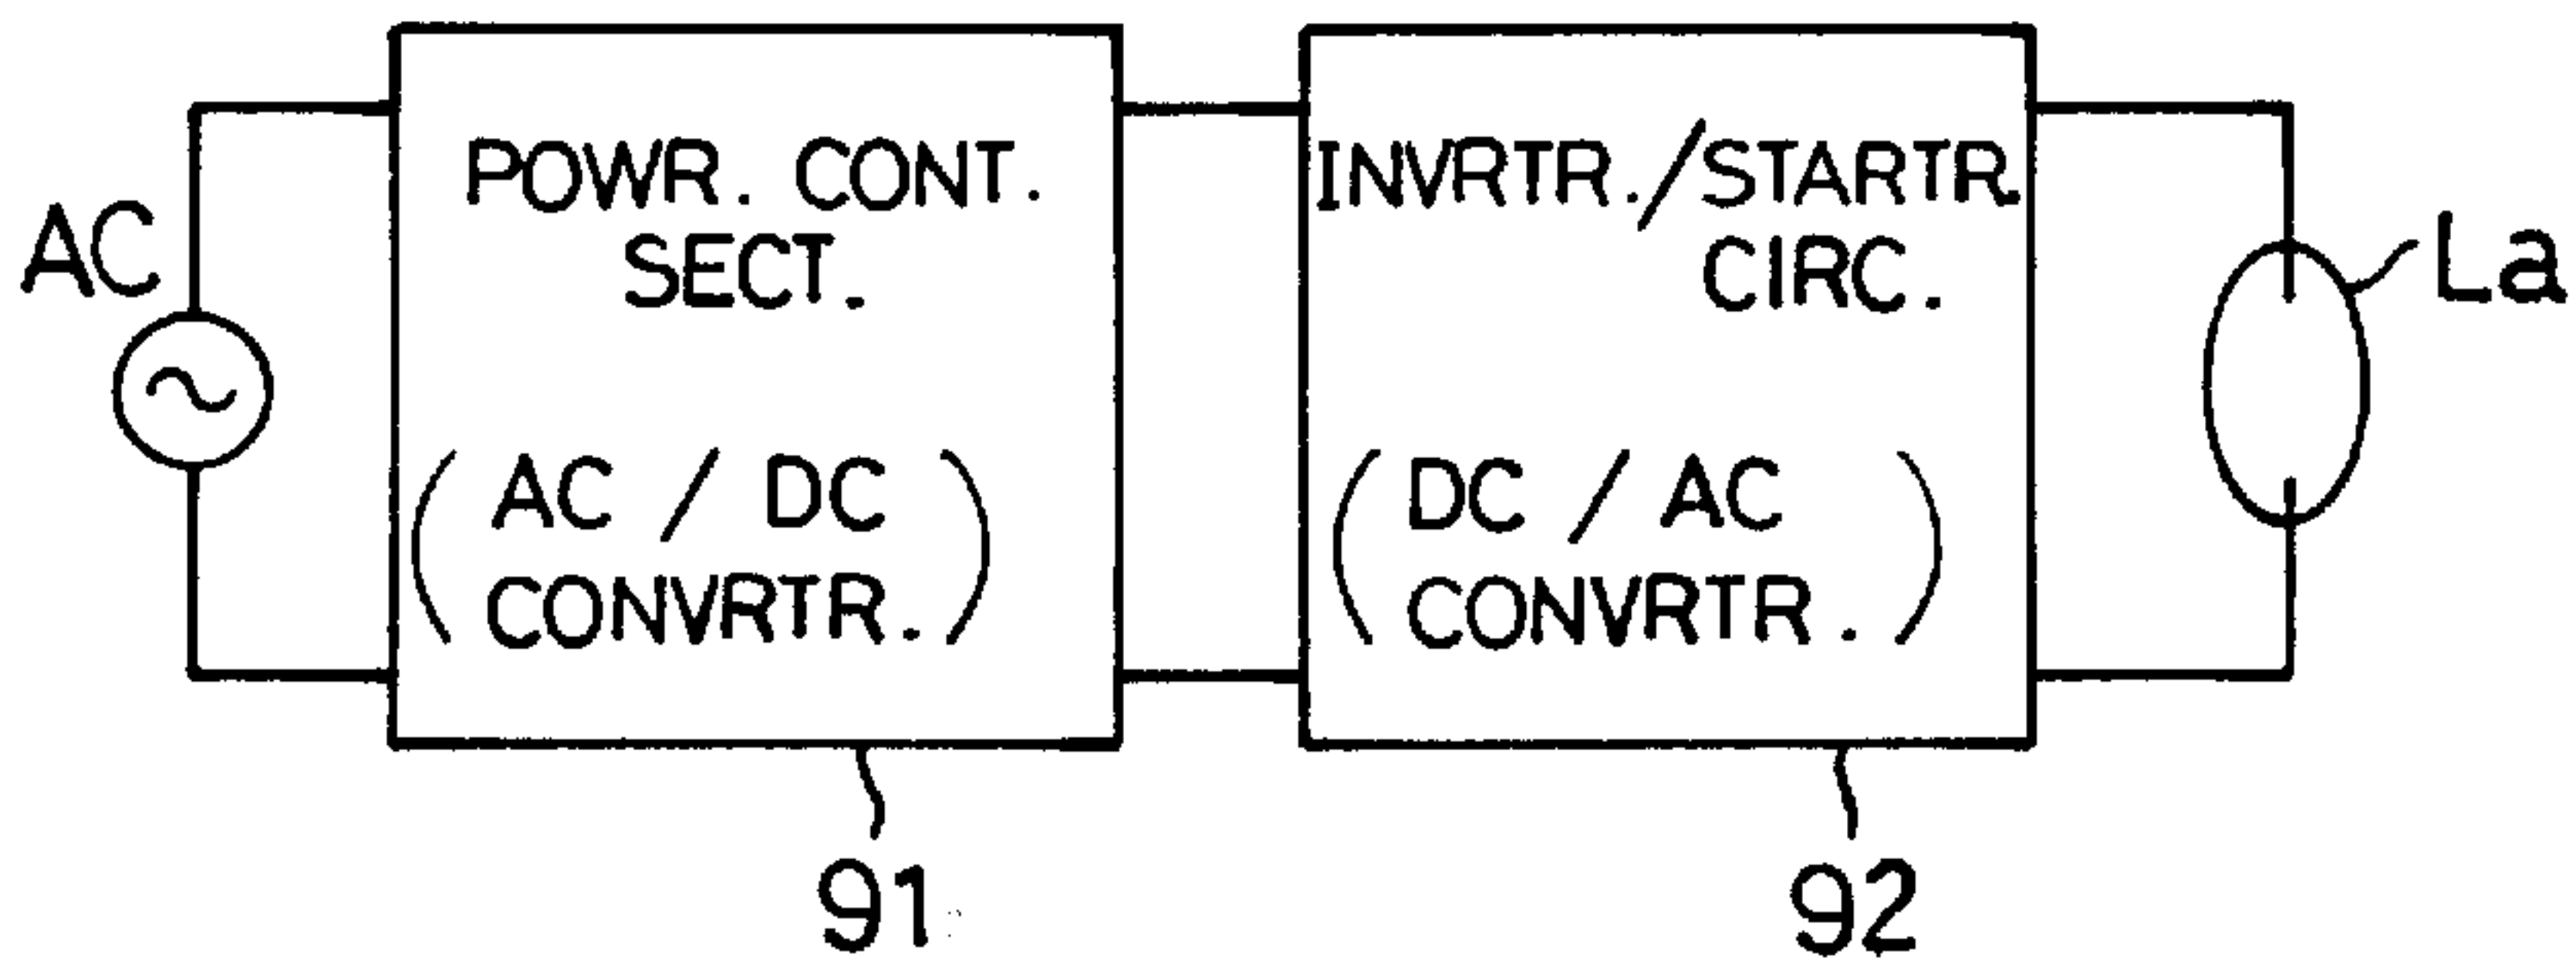 AC
POWR. CONT.
SECT.
( AC / DC
CONVRTR. )
91
INVRTR./STARTR.
CIRC.
( DC / AC
CONVRTR. )
92
La